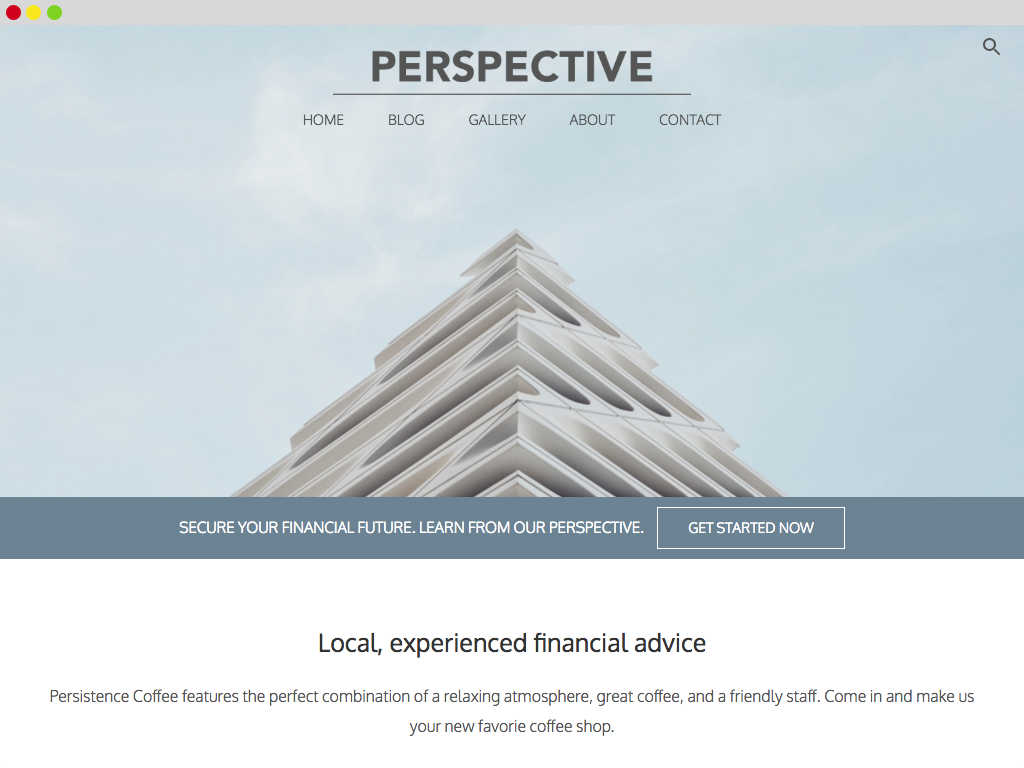 PERSPECTIVE
HOME BLOG GALLERY ABOUT CONTACT
SECURE YOUR FINANCIAL FUTURE. LEARN FROM OUR PERSPECTIVE. GET STARTED NOW
Local, experienced financial advice
Persistence Coffee features the perfect combination of a relaxing atmosphere, great coffee, and a friendly staff. Come in and make us
your new favorie coffee shop.